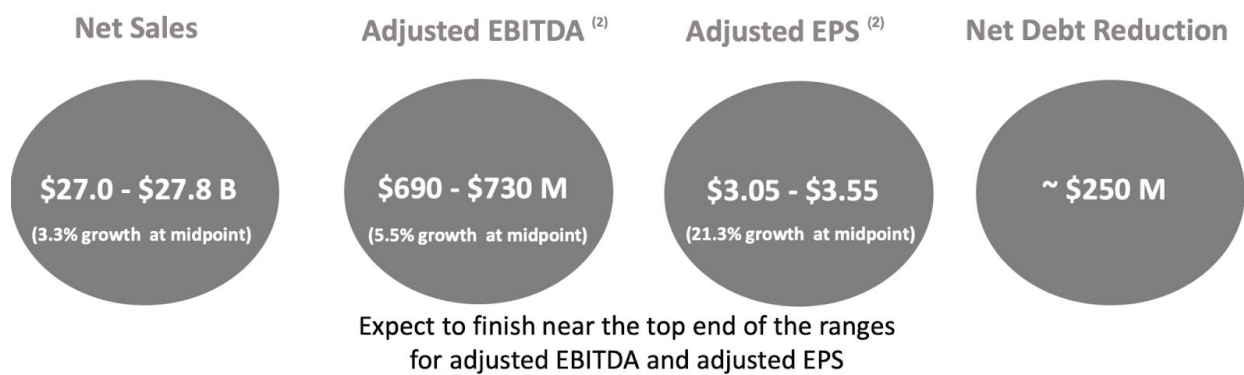 Net Sales
Adjusted EBITDA (2)
Adjusted EPS (2)
Net Debt Reduction
$27.0 - $27.8 B
(3.3% growth at midpoint)
$690 - $730 M
(5.5% growth at midpoint)
$3.05 - $3.55
(21.3% growth at midpoint)
~ $250 M
Expect to finish near the top end of the ranges
for adjusted EBITDA and adjusted EPS